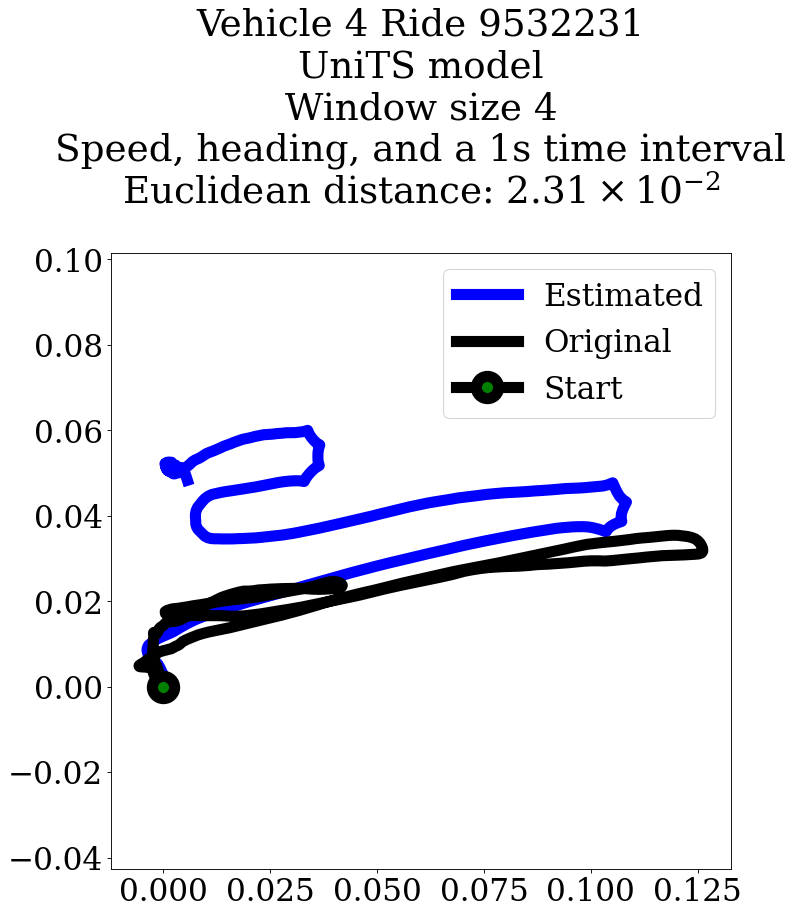 Vehicle 4 Ride 9532231
UniTS model
Window size 4
Speed, heading, and a 1s time interval
Euclidean distance: 2.31 × 10⁻²
0.10
Estimated
0.08
Original
Start
0.06
0.04
0.02
0.00
−0.02
−0.04
0.000 0.025 0.050 0.075 0.100 0.125